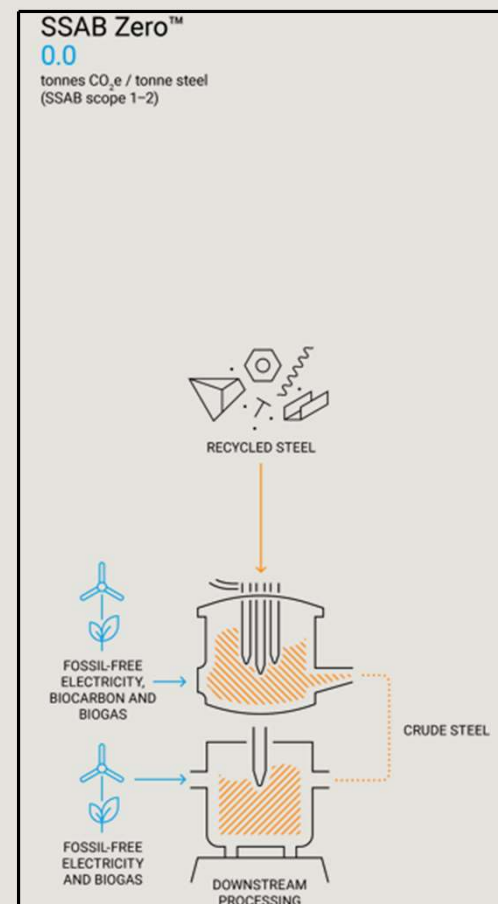 SSAB Zero™
0.0
tonnes CO₂e / tonne steel
(SSAB scope 1–2)
RECYCLED STEEL
FOSSIL-FREE
ELECTRICITY,
BIOCARBON AND
BIOGAS
CRUDE STEEL
FOSSIL-FREE
ELECTRICITY
AND BIOGAS
DOWNSTREAM
PROCESSING